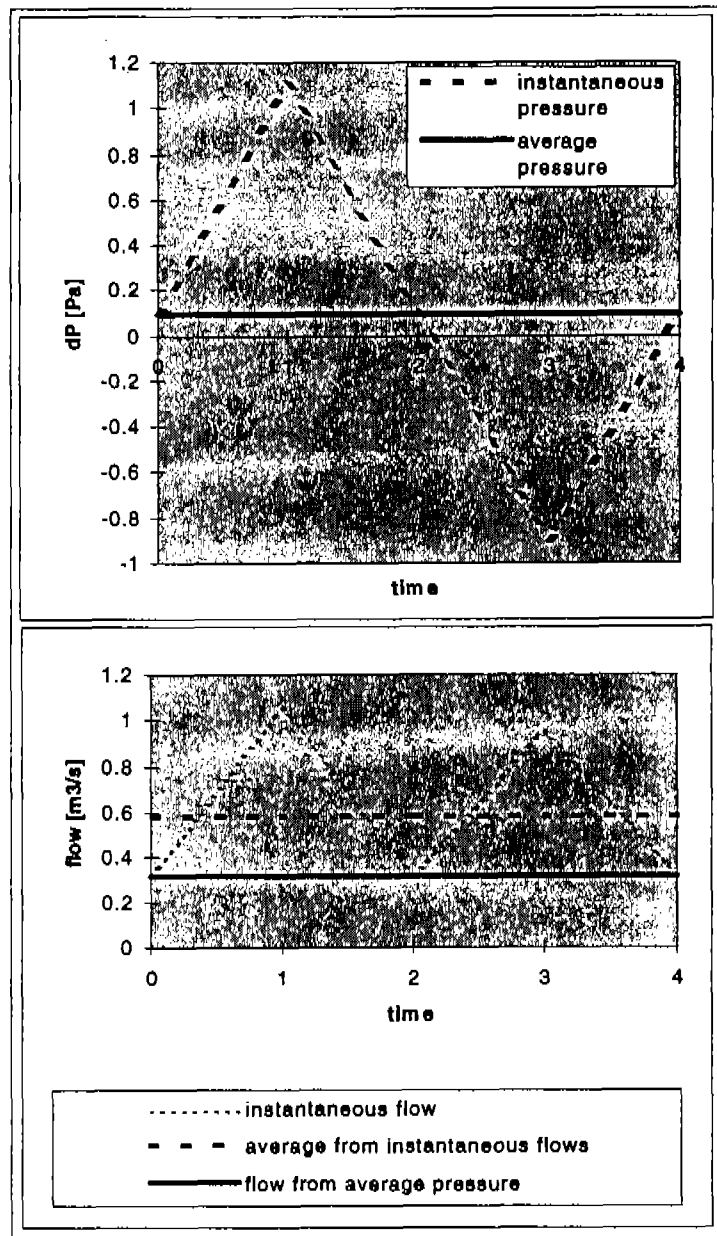 1.2
1
0.8
0.6
0.4
0.2
0
-0.2
-0.4
-0.6
-0.8
-1
dP [Pa]
0
2
3
4
time
instantaneous
pressure
average
pressure
1.2
1
0.8
0.6
0.4
0.2
0
flow [m3/s]
0
1
2
3
4
time
instantaneous flow
average from instantaneous flows
flow from average pressure